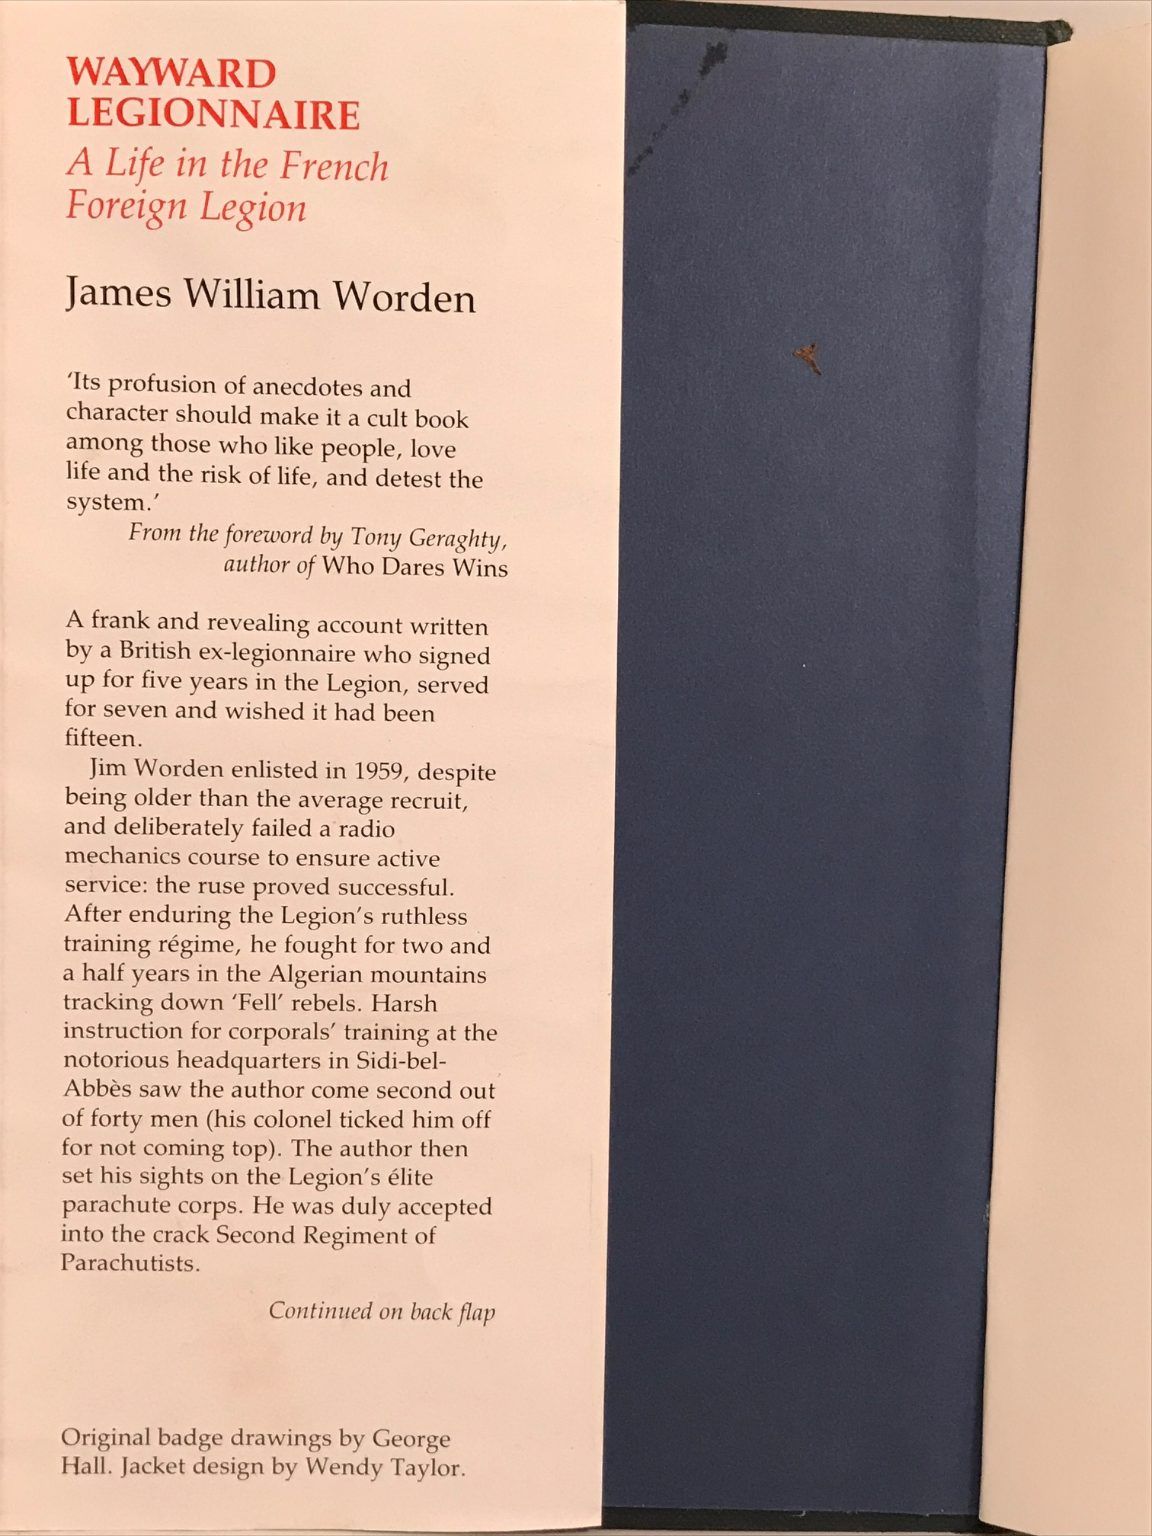 WAYWARD
LEGIONNAIRE
A Life in the French
Foreign Legion
James William Worden
‘Its profusion of anecdotes and
character should make it a cult book
among those who like people, love
life and the risk of life, and detest the
system.’
From the foreword by Tony Geraghty,
author of Who Dares Wins
A frank and revealing account written
by a British ex-legionnaire who signed
up for five years in the Legion, served
for seven and wished it had been
fifteen.
Jim Worden enlisted in 1959, despite
being older than the average recruit,
and deliberately failed a radio
mechanics course to ensure active
service: the ruse proved successful.
After enduring the Legion’s ruthless
training régime, he fought for two and
a half years in the Algerian mountains
tracking down ‘Fell’ rebels. Harsh
instruction for corporals’ training at the
notorious headquarters in Sidi-bel-
Abbès saw the author come second out
of forty men (his colonel ticked him off
for not coming top). The author then
set his sights on the Legion’s élite
parachute corps. He was duly accepted
into the crack Second Regiment of
Parachutists.
Continued on back flap
Original badge drawings by George
Hall. Jacket design by Wendy Taylor.